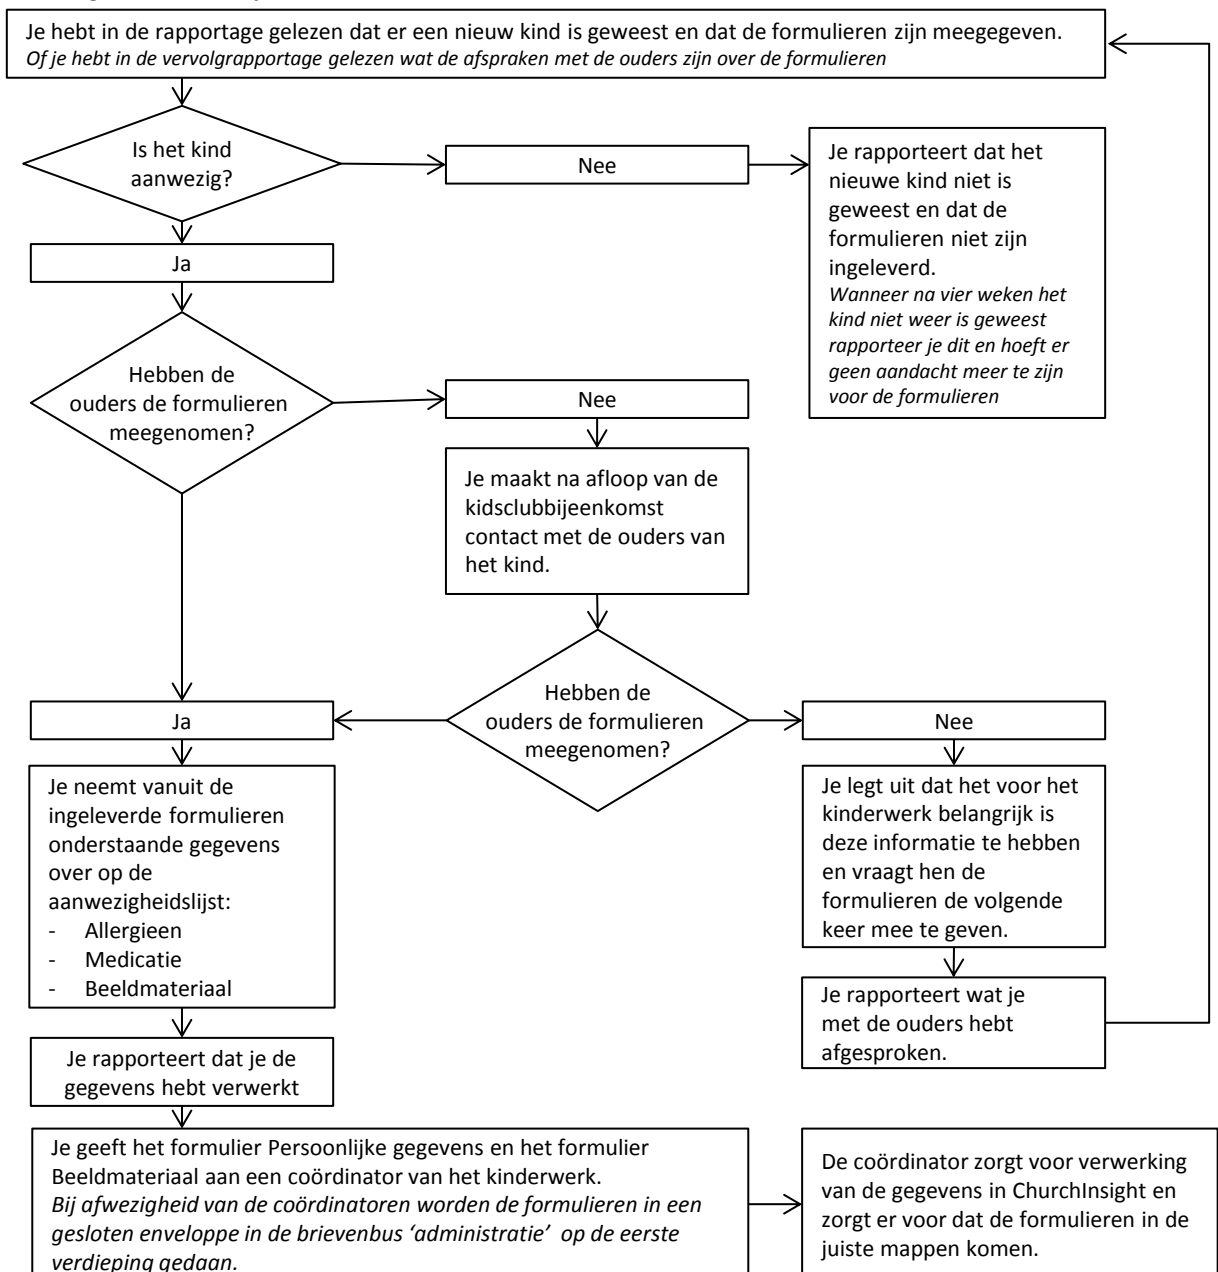 Je hebt in de rapportage gelezen dat er een nieuw kind is geweest en dat de formulieren zijn meegegeven.
Of je hebt in de vervolgrapportage gelezen wat de afspraken met de ouders zijn over de formulieren
Is het kind
aanwezig?
Nee
Je rapporteert dat het
nieuwe kind niet is
geweest en dat de
formulieren niet zijn
ingeleverd.
Wanneer na vier weken het
kind niet weer is geweest
rapporteer je dit en hoeft er
geen aandacht meer te zijn
voor de formulieren
Ja
Hebben de
ouders de formulieren
meegenomen?
Nee
Je maakt na afloop van de
kidsclubbijeenkomst
contact met de ouders van
het kind.
Hebben de
ouders de formulieren
meegenomen?
Ja
Nee
Je neemt vanuit de
ingeleverde formulieren
onderstaande gegevens
over op de
aanwezigheidslijst:
- Allergieen
- Medicatie
- Beeldmateriaal
Je legt uit dat het voor het
kinderwerk belangrijk is
deze informatie te hebben
en vraagt hen de
formulieren de volgende
keer mee te geven.
Je rapporteert wat je
met de ouders hebt
afgesproken.
Je rapporteert dat je de
gegevens hebt verwerkt
Je geeft het formulier Persoonlijke gegevens en het formulier
Beeldmateriaal aan een coördinator van het kinderwerk.
Bij afwezigheid van de coördinatoren worden de formulieren in een
gesloten enveloppe in de brievenbus ‘administratie’ op de eerste
verdieping gedaan.
De coördinator zorgt voor verwerking
van de gegevens in ChurchInsight en
zorgt er voor dat de formulieren in de
juiste mappen komen.